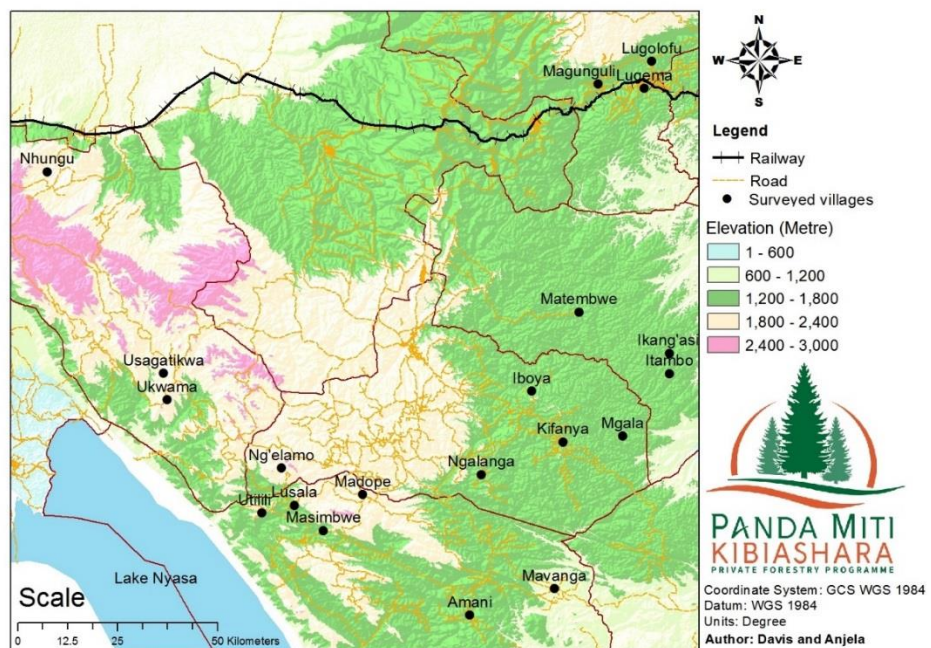 Lugolofu
Magunguli
Lugema
Nhungu
Matembwe
Ikang'asi
Itambo
Usagatikwa
Ukwama
Iboya
Kifanya
Mgala
Ng'elamo
Ngalanga
Madope
Lusala
Utilili
Masimbwe
Lake Nyasa
Mavanga
Amani
Scale
0 12.5 25 50 Kilometers
N
W E
S
Legend
Railway
Road
Surveyed villages
Elevation (Metre)
1 - 600
600 - 1,200
1,200 - 1,800
1,800 - 2,400
2,400 - 3,000
PANDA MITI
KIBIASHARA
PRIVATE FORESTRY PROGRAMME
Coordinate System: GCS WGS 1984
Datum: WGS 1984
Units: Degree
Author: Davis and Anjela